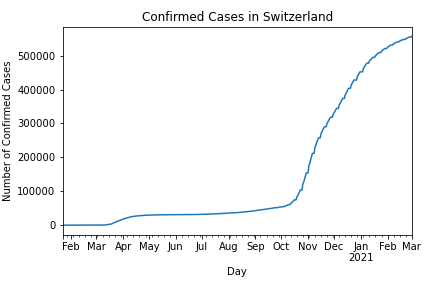 Confirmed Cases in Switzerland
Number of Confirmed Cases
500000
400000
300000
200000
100000
0
Feb Mar Apr May Jun Jul Aug Sep Oct Nov Dec Jan Feb Mar
2021
Day